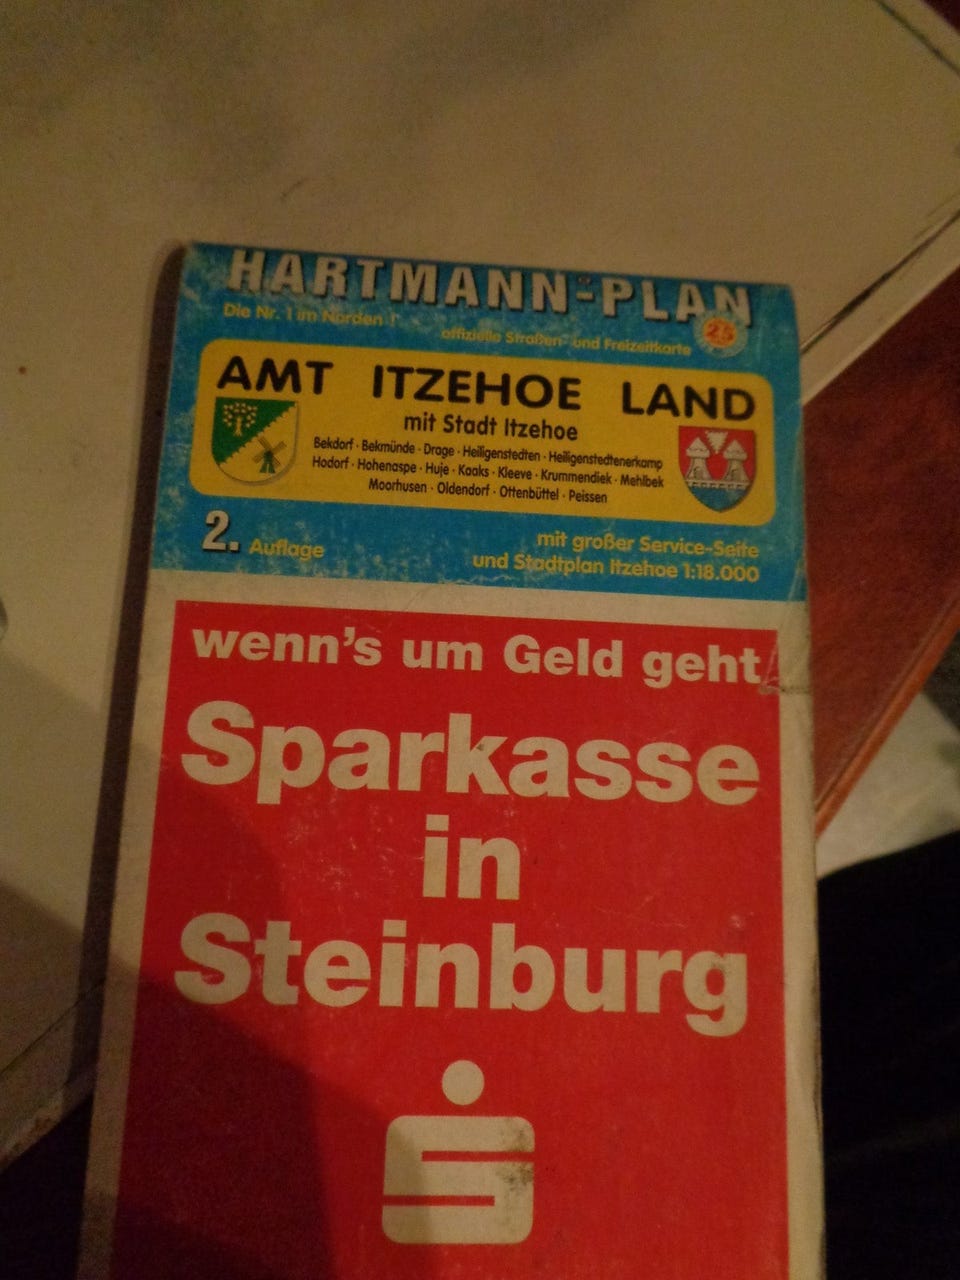 HARTMANN-PLAN
Die Nr. 1 im Norden !
offizielle Straßen- und Freizeitkarte
25
AMT ITZEHOE LAND
mit Stadt Itzehoe
Bekdorf · Bekmünde · Drage · Heiligenstedten · Heiligenstedtenerkamp
Hodorf · Hohenaspe · Huje · Kaaks · Kleeve · Krummendiek · Mehlbek
Moorhusen · Oldendorf · Ottenbüttel · Peissen
2. Auflage
mit großer Service-Seite
und Stadtplan Itzehoe 1:18.000
wenn's um Geld geht
Sparkasse
in
Steinburg